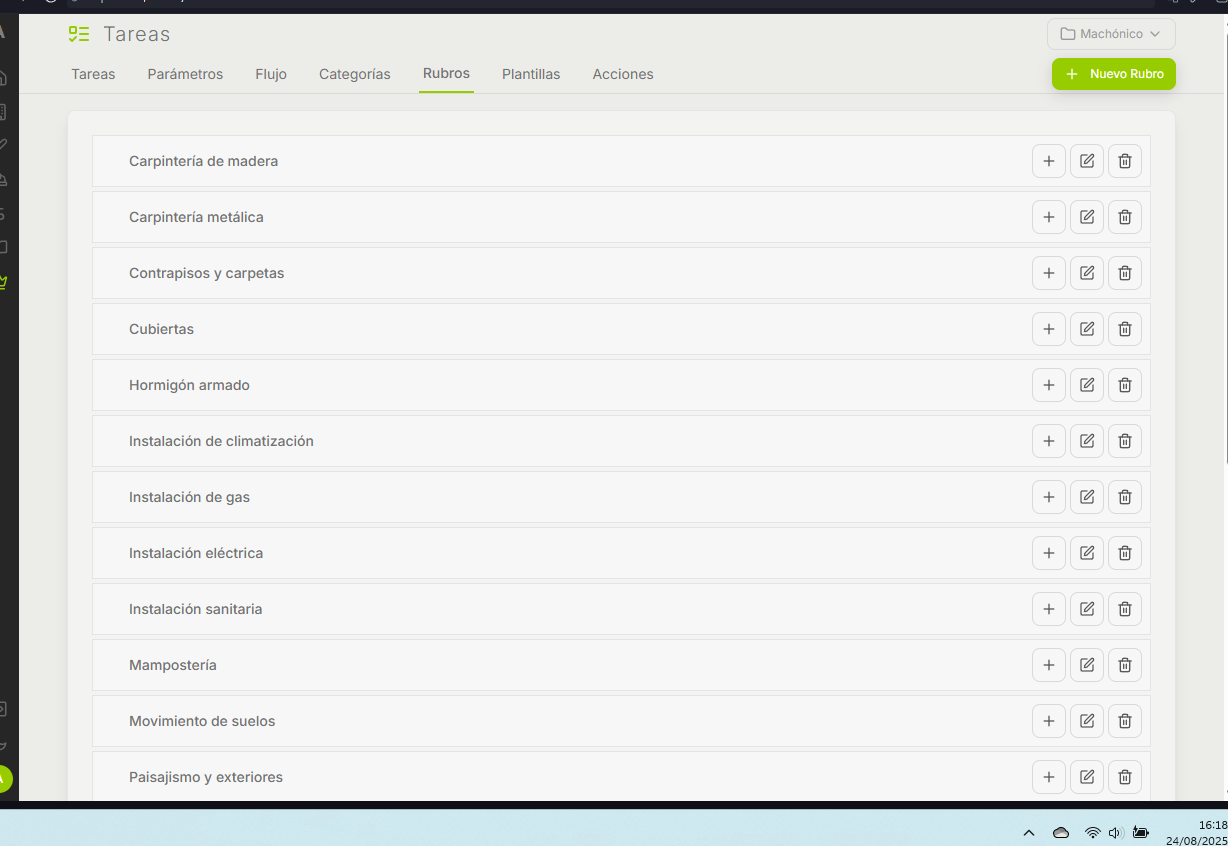 Tareas
Machónico
Tareas Parámetros Flujo Categorías Rubros Plantillas Acciones
Nuevo Rubro
Carpintería de madera
Carpintería metálica
Contrapisos y carpetas
Cubiertas
Hormigón armado
Instalación de climatización
Instalación de gas
Instalación eléctrica
Instalación sanitaria
Mampostería
Movimiento de suelos
Paisajismo y exteriores
16:18
24/08/2025